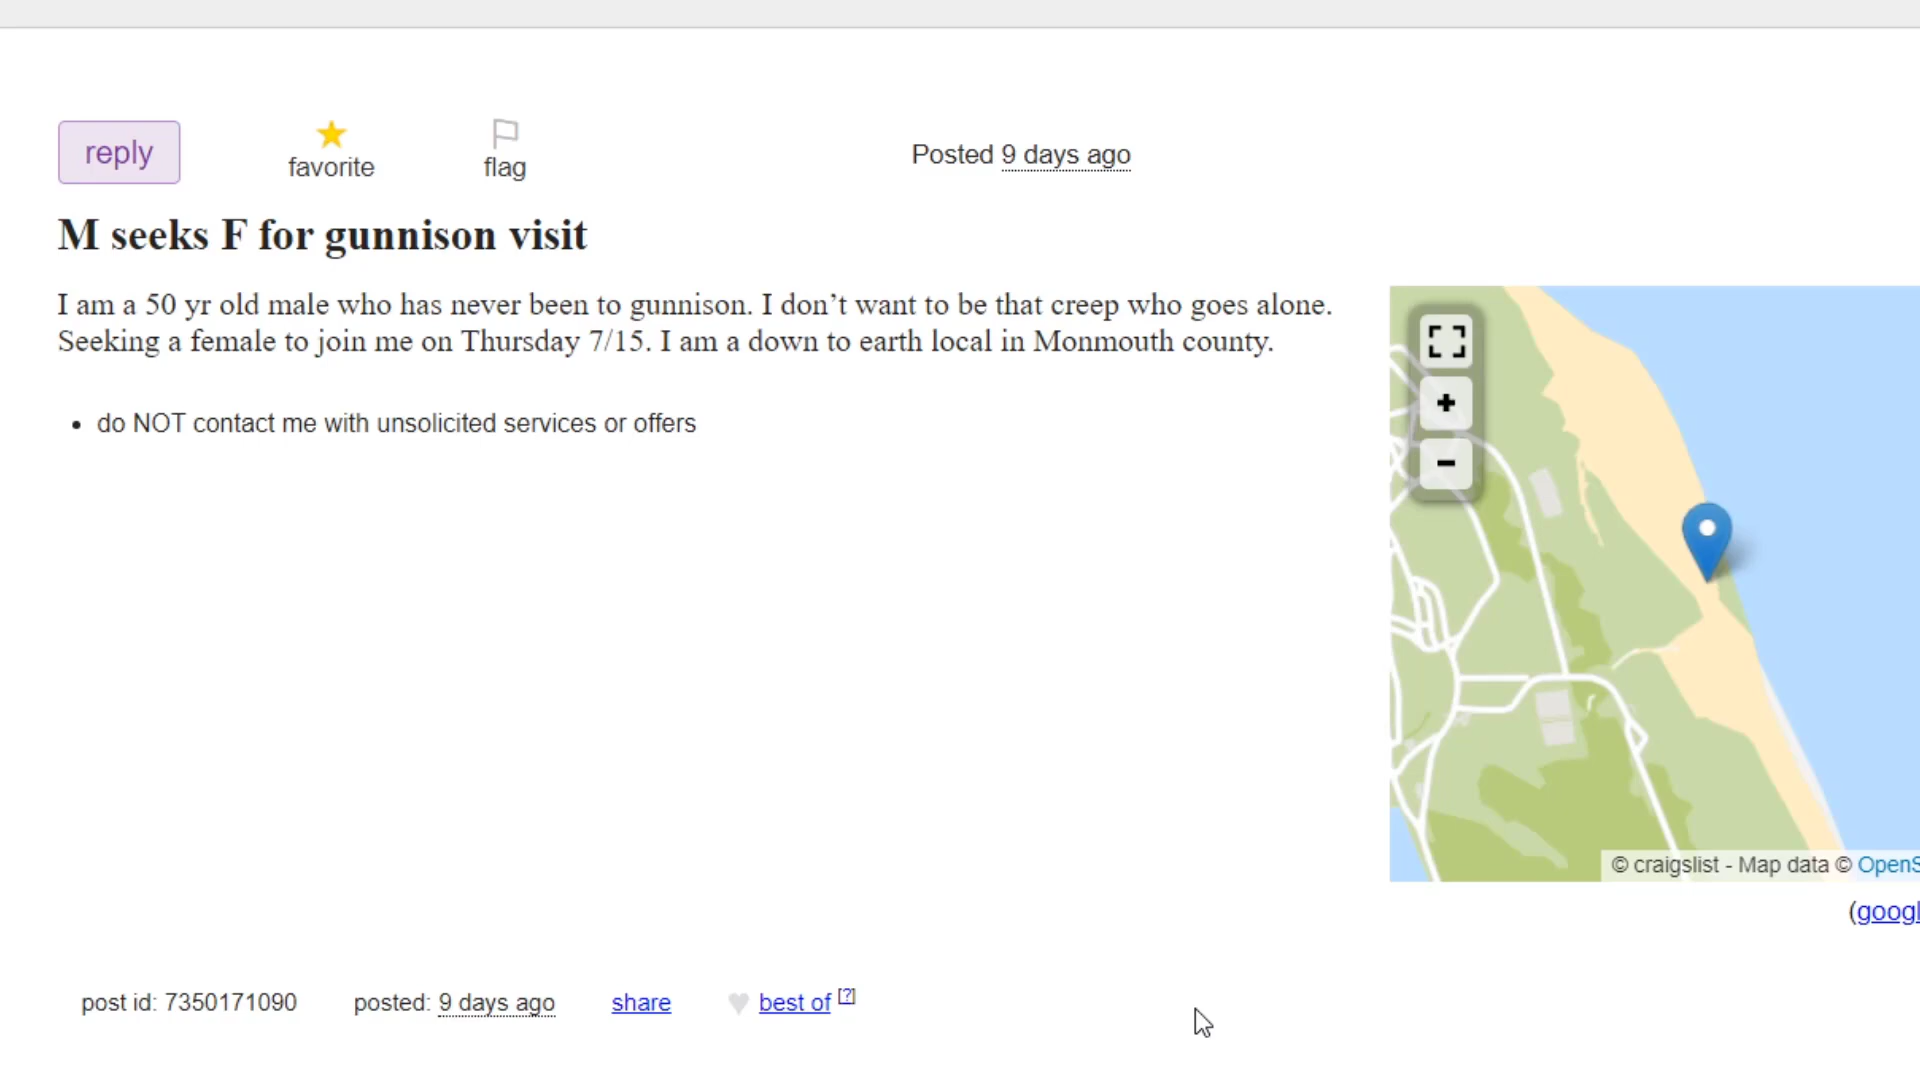 reply
favorite
flag
Posted 9 days ago
M seeks F for gunnison visit
I am a 50 yr old male who has never been to gunnison. I don’t want to be that creep who goes alone.
Seeking a female to join me on Thursday 7/15. I am a down to earth local in Monmouth county.
• do NOT contact me with unsolicited services or offers
+
-
© craigslist - Map data © OpenS
(googl
post id: 7350171090
posted: 9 days ago
share
best of [?]